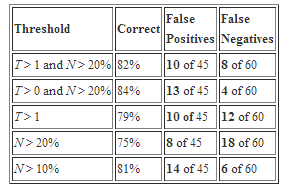 Threshold Correct False Positives False Negatives
T > 1 and N > 20% 82% 10 of 45 8 of 60
T > 0 and N > 20% 84% 13 of 45 4 of 60
T > 1 79% 10 of 45 12 of 60
N > 20% 75% 8 of 45 18 of 60
N > 10% 81% 14 of 45 6 of 60